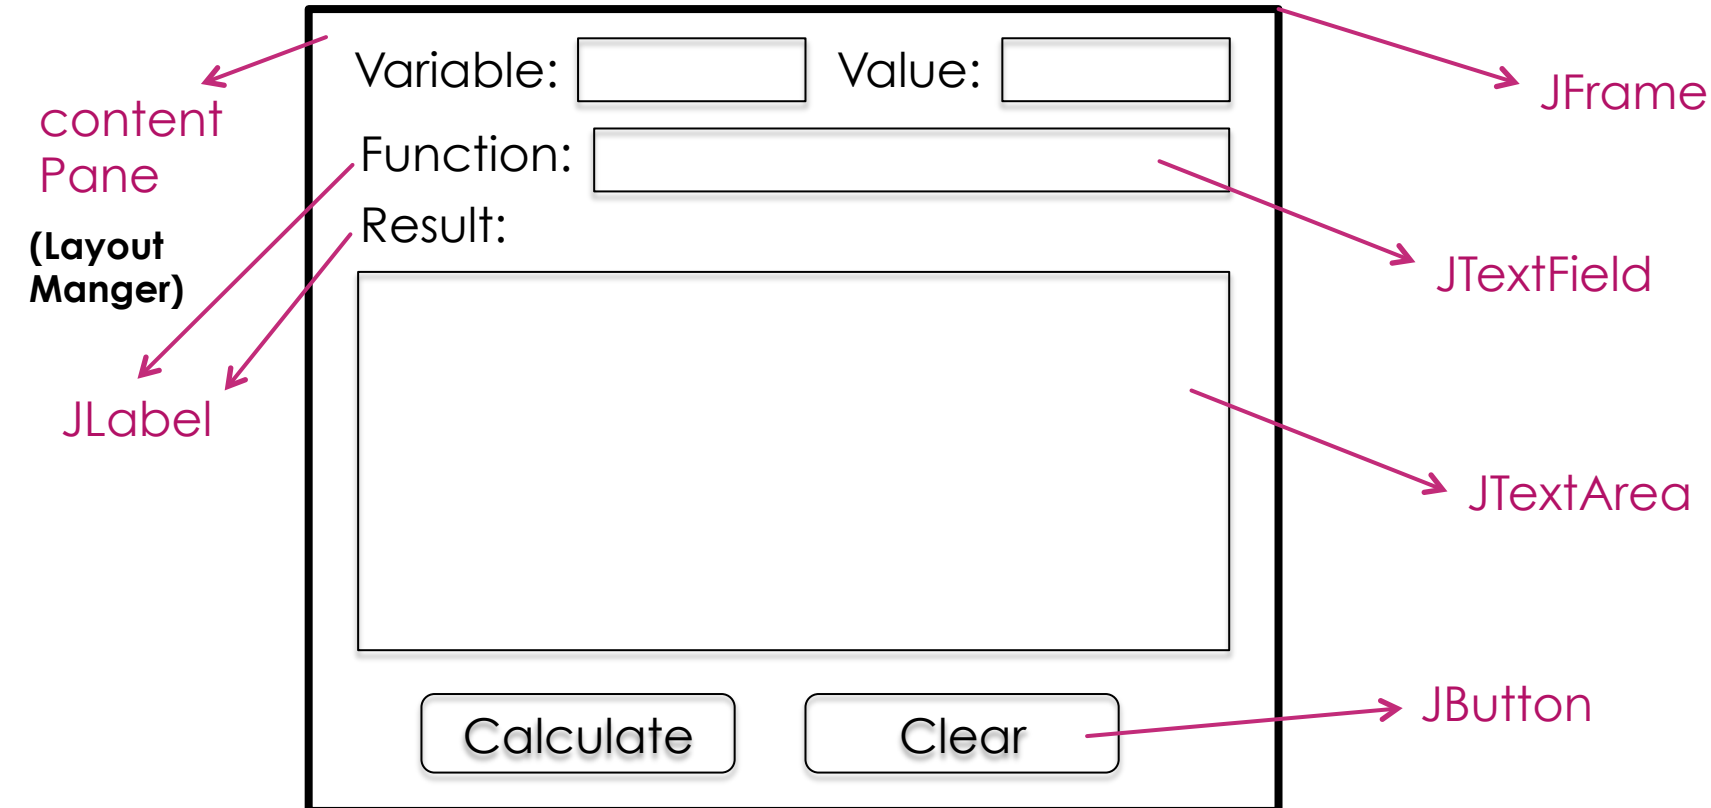 Variable:
Value:
JFrame
content
Pane
Function:
(Layout
Manger)
Result:
JTextField
JLabel
JTextArea
JButton
Calculate
Clear